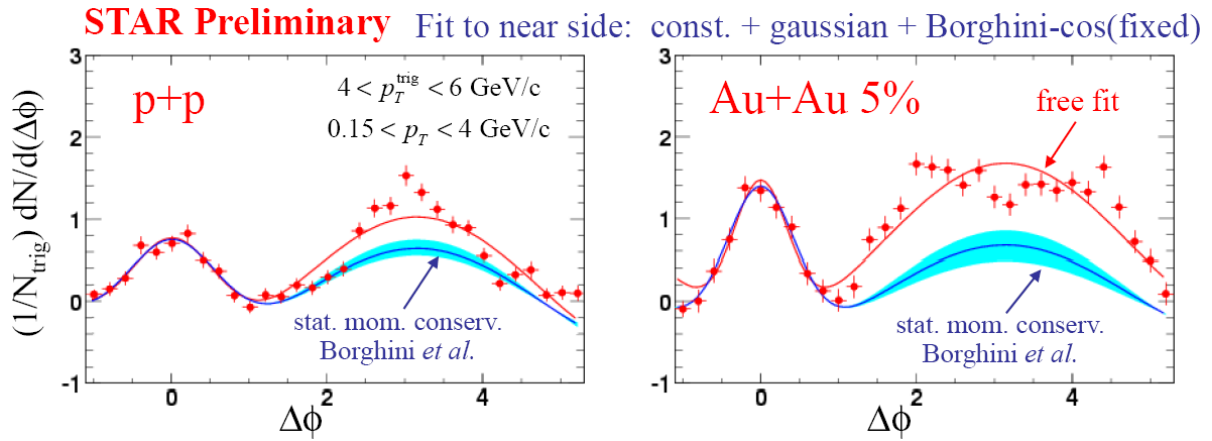 STAR Preliminary Fit to near side: const. + gaussian + Borghini-cos(fixed)
(1/N_trig) dN/d(Δϕ)
3
2
1
0
-1
p+p
4 < p_T^trig < 6 GeV/c
0.15 < p_T < 4 GeV/c
stat. mom. conserv.
Borghini et al.
0
2
4
Δϕ
3
2
1
0
-1
Au+Au 5%
free fit
stat. mom. conserv.
Borghini et al.
0
2
4
Δϕ